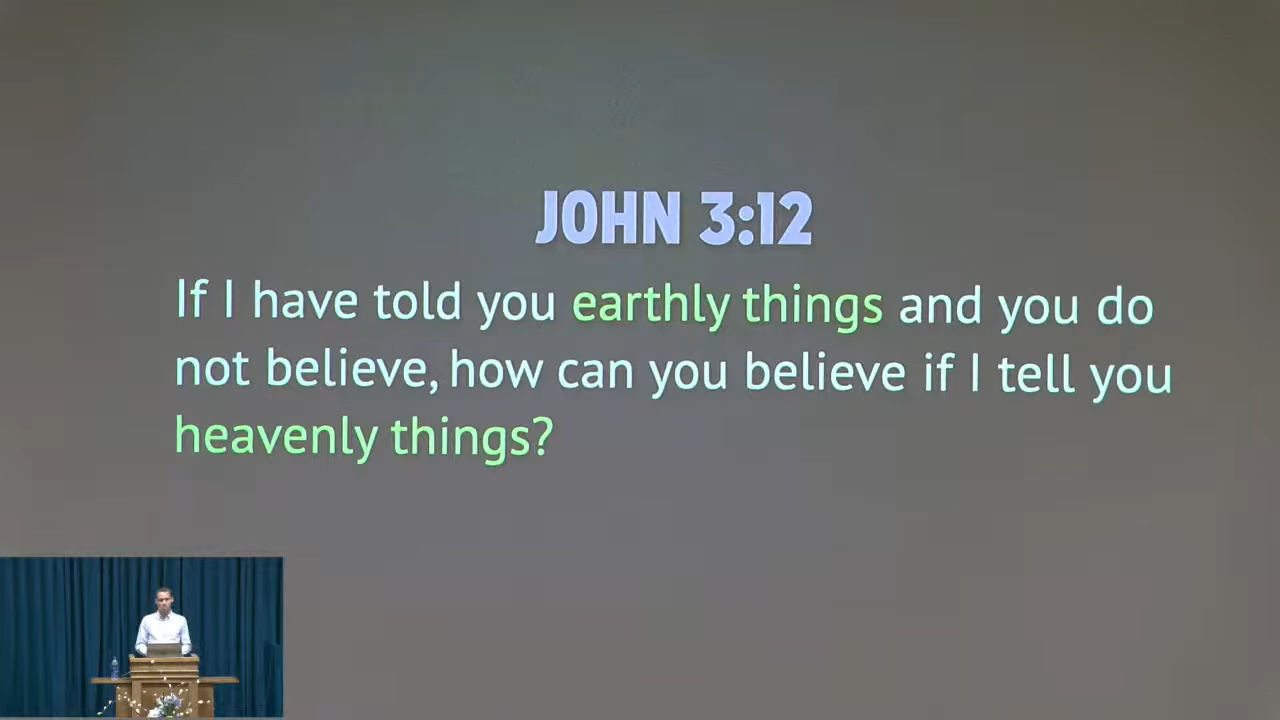 JOHN 3:12
If I have told you earthly things and you do
not believe, how can you believe if I tell you
heavenly things?